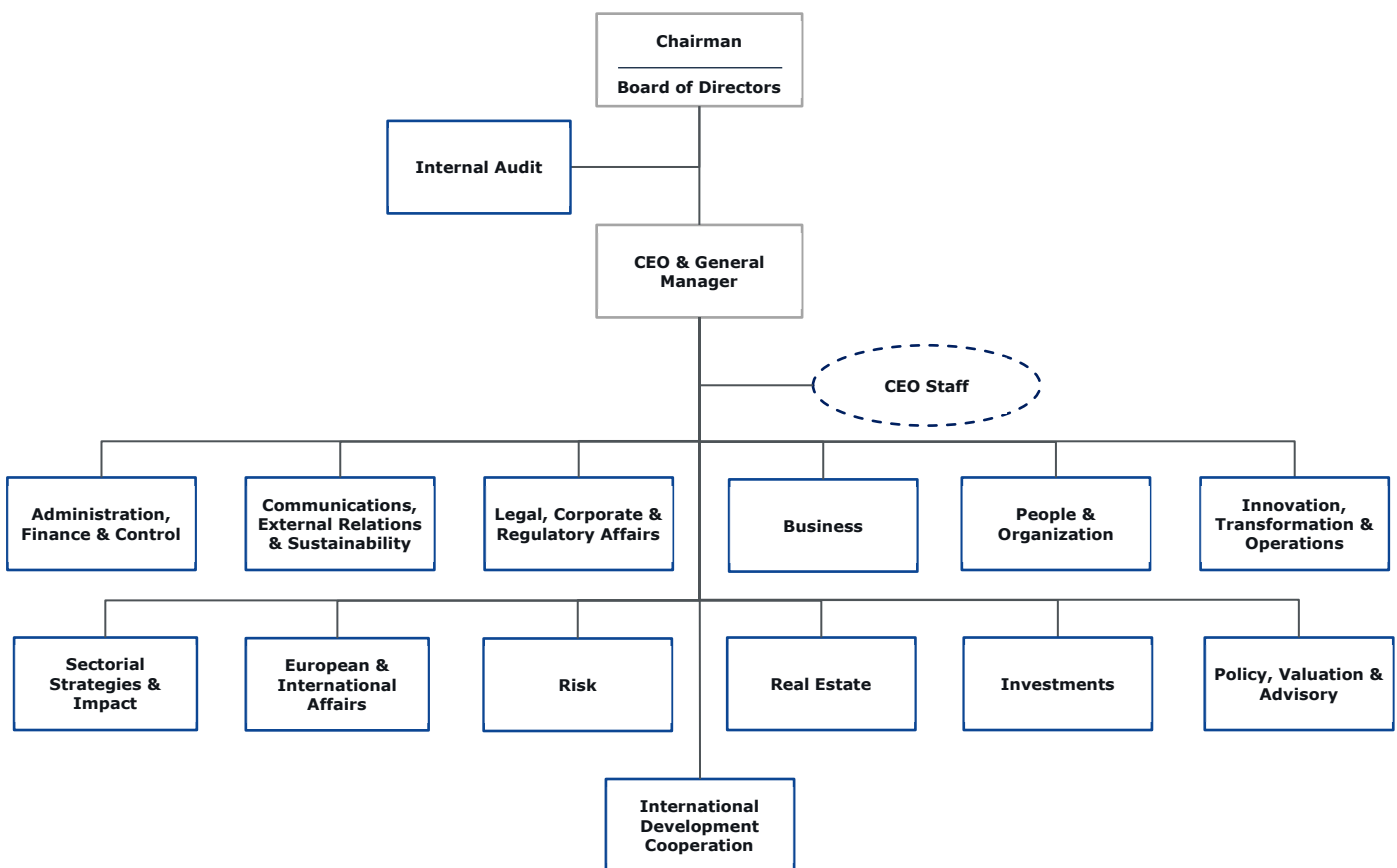 Chairman
Board of Directors
Internal Audit
CEO & General
Manager
CEO Staff
Administration,
Finance & Control
Communications,
External Relations
& Sustainability
Legal, Corporate &
Regulatory Affairs
Business
People &
Organization
Innovation,
Transformation &
Operations
Sectorial
Strategies &
Impact
European &
International
Affairs
Risk
Real Estate
Investments
Policy, Valuation &
Advisory
International
Development
Cooperation